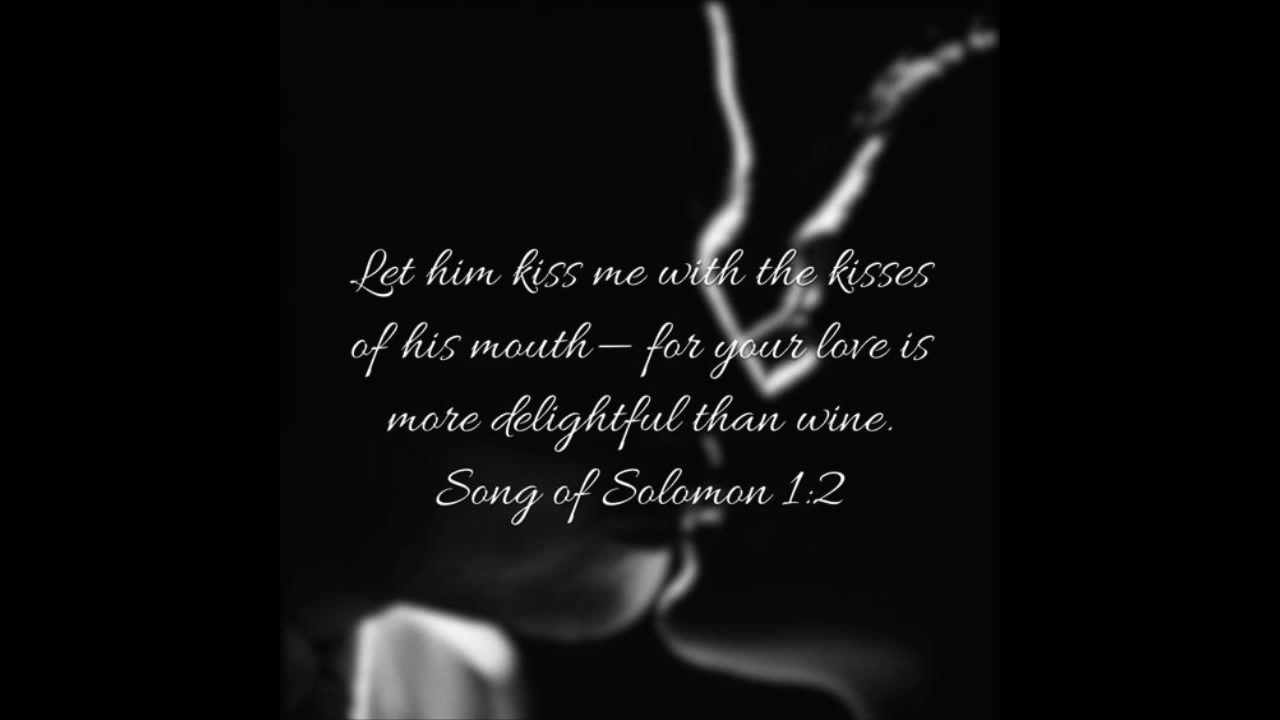 Let him kiss me with the kisses
of his mouth— for your love is
more delightful than wine.
Song of Solomon 1:2